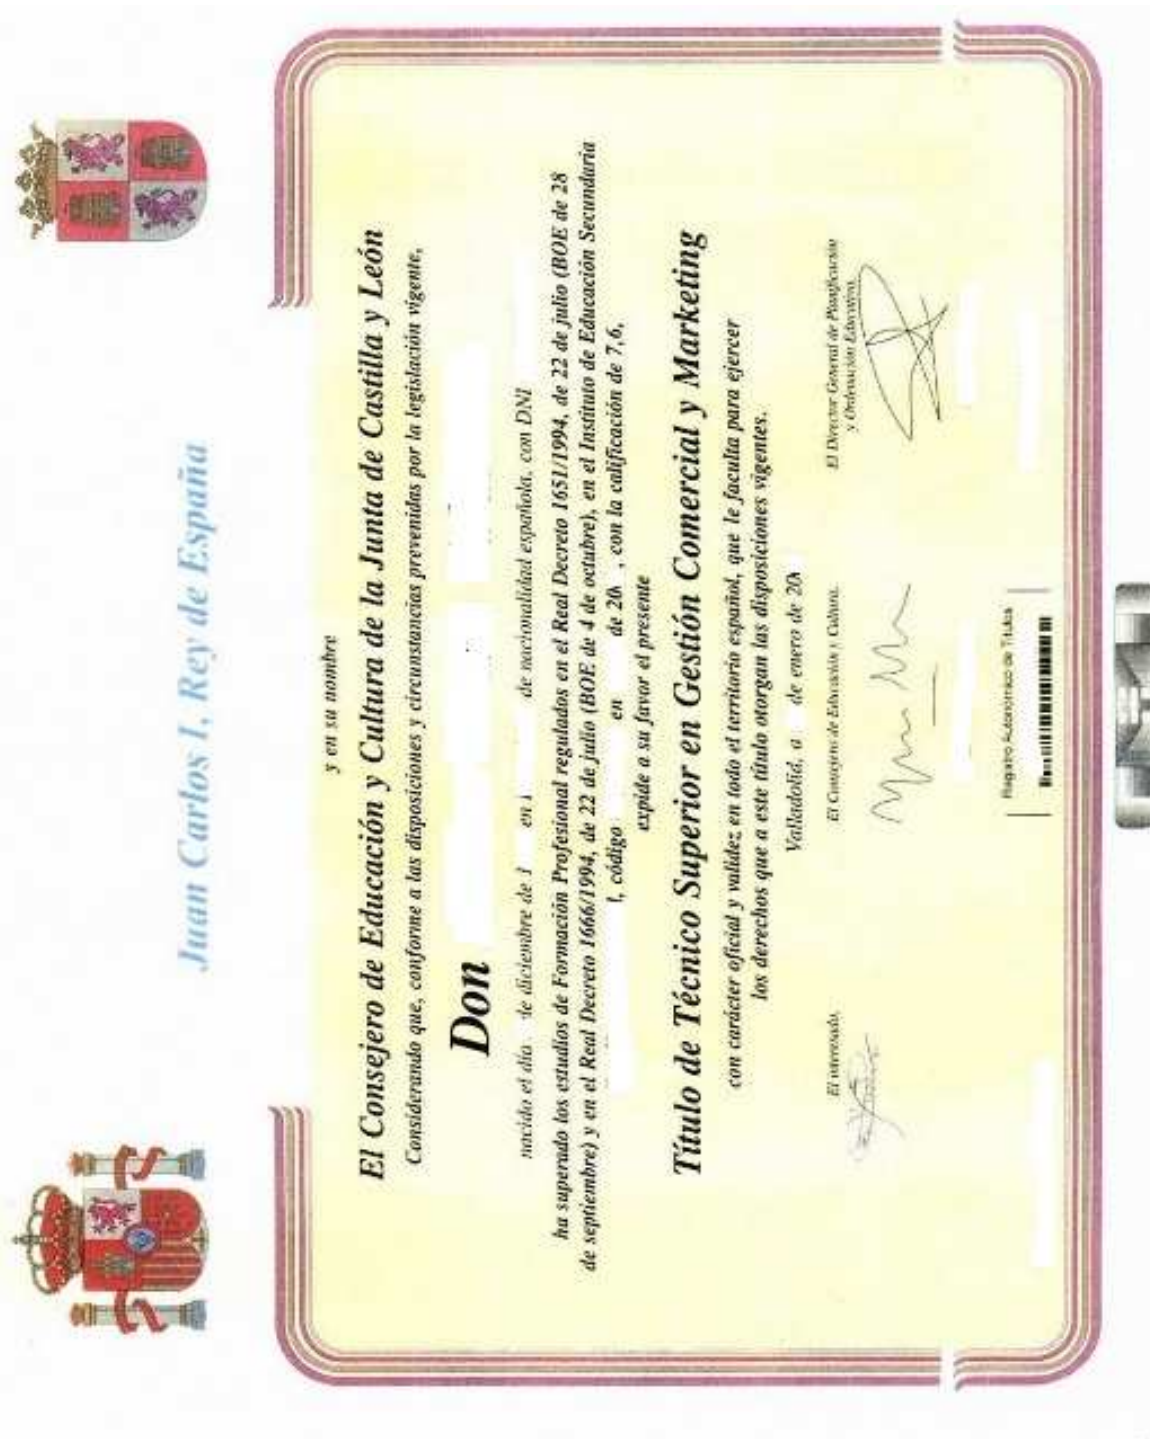 Juan Carlos I, Rey de España
y en su nombre
El Consejero de Educación y Cultura de la Junta de Castilla y León
Considerando que, conforme a las disposiciones y circunstancias prevenidas por la legislación vigente,
Don
nacido el día de diciembre de 1 en de nacionalidad española, con DNI
ha superado los estudios de Formación Profesional regulados en el Real Decreto 1651/1994, de 22 de julio (BOE de 28
de septiembre) y en el Real Decreto 1666/1994, de 22 de julio (BOE de 4 de octubre), en el Instituto de Educación Secundaria
, código en de 20 , con la calificación de 7,6,
expide a su favor el presente
Título de Técnico Superior en Gestión Comercial y Marketing
con carácter oficial y validez en todo el territorio español, que le faculta para ejercer
los derechos que a este título otorgan las disposiciones vigentes.
Valladolid, a de enero de 20
El interesado,
El Consejero de Educación y Cultura,
El Director General de Planificación
y Ordenación Educativa,
Registro Autonómico de Títulos